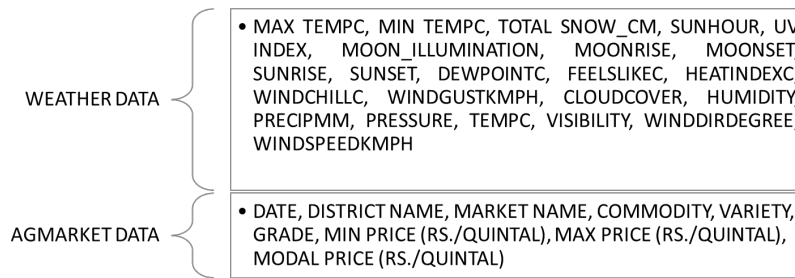 WEATHER DATA
• MAX TEMPC, MIN TEMPC, TOTAL SNOW_CM, SUNHOUR, UV
INDEX, MOON_ILLUMINATION, MOONRISE, MOONSET,
SUNRISE, SUNSET, DEWPOINTC, FEELSLIKEC, HEATINDEXC,
WINDCHILLC, WINDGUSTKMPH, CLOUDCOVER, HUMIDITY,
PRECIPMM, PRESSURE, TEMPC, VISIBILITY, WINDDIRDEGREE,
WINDSPEEDKMPH
AGMARKET DATA
• DATE, DISTRICT NAME, MARKET NAME, COMMODITY, VARIETY,
GRADE, MIN PRICE (RS./QUINTAL), MAX PRICE (RS./QUINTAL),
MODAL PRICE (RS./QUINTAL)